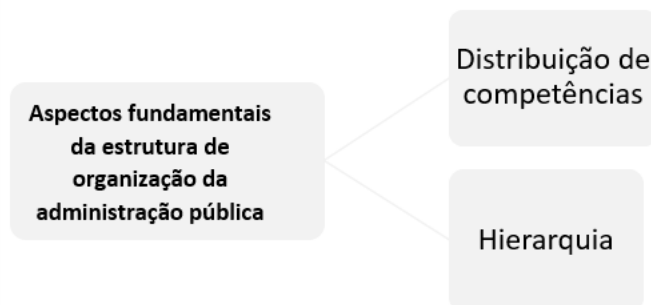 Aspectos fundamentais
da estrutura de
organização da
administração pública
Distribuição de
competências
Hierarquia